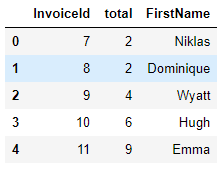 InvoiceId total FirstName
0 7 2 Niklas
1 8 2 Dominique
2 9 4 Wyatt
3 10 6 Hugh
4 11 9 Emma